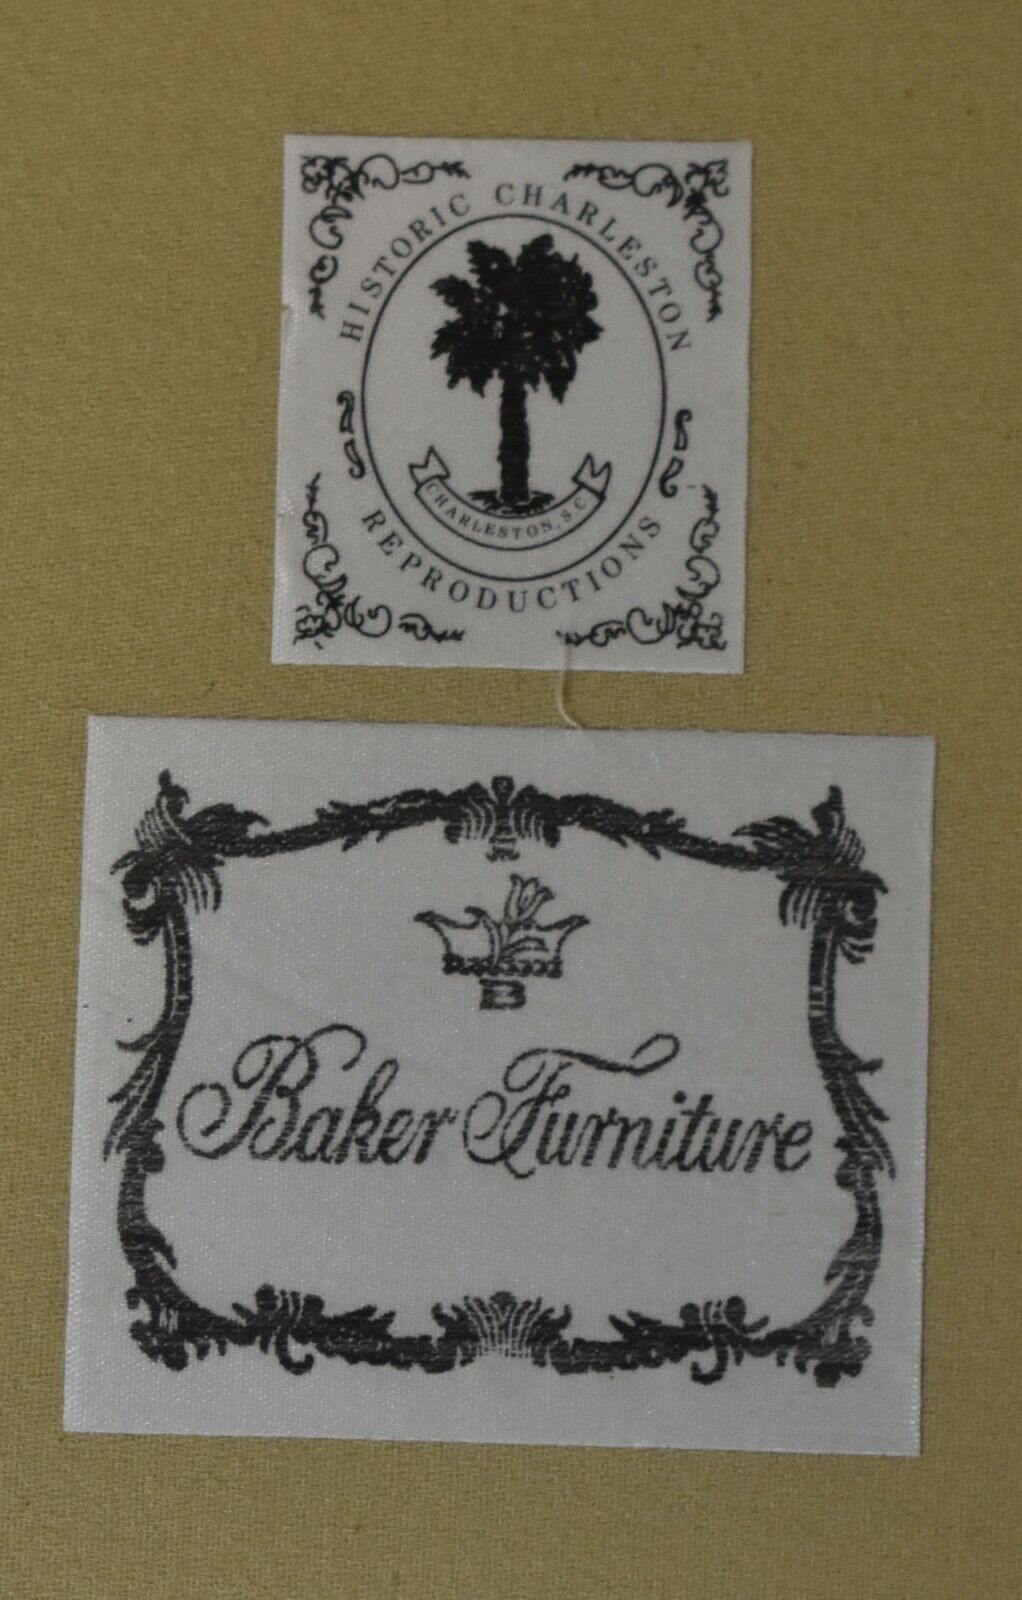 HISTORIC CHARLESTON
CHARLESTON, S.C.
REPRODUCTIONS
B
Baker Furniture